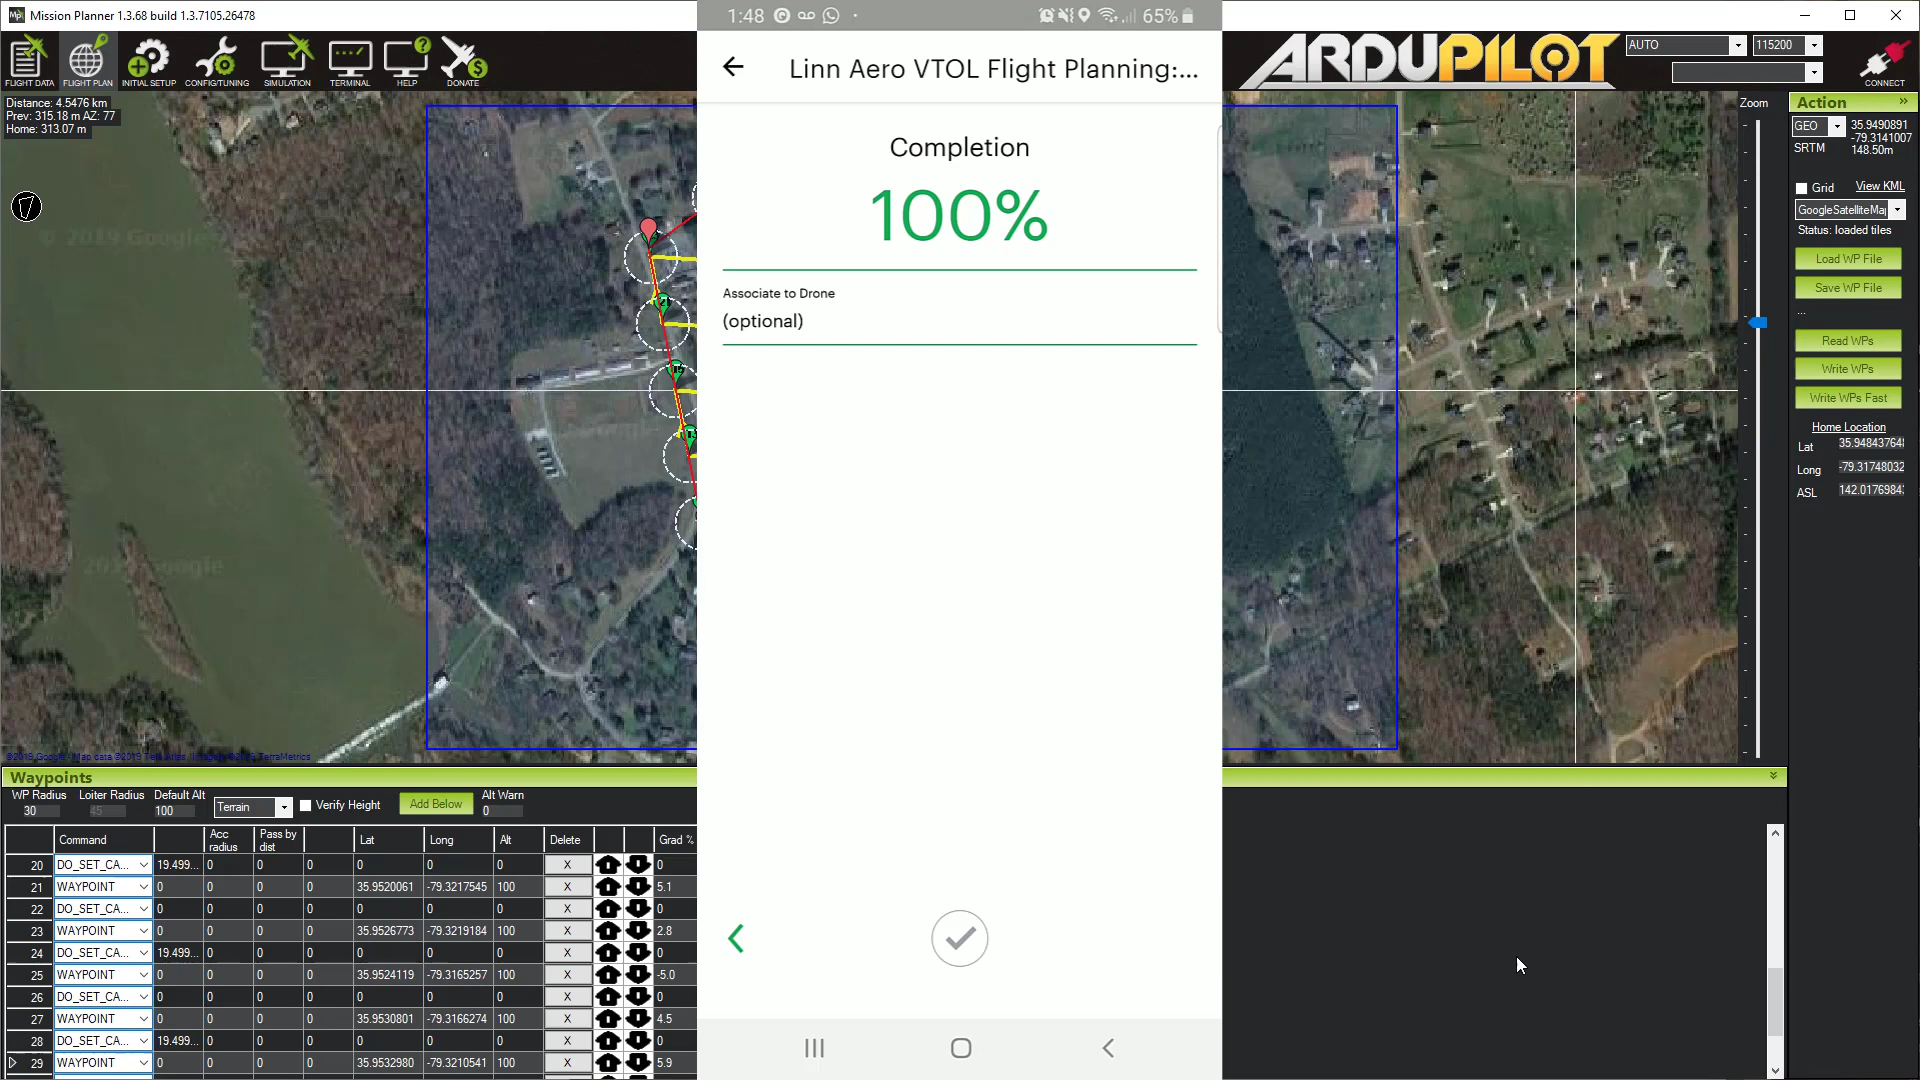 Mission Planner 1.3.68 build 1.3.7105.26478
FLIGHT DATA
FLIGHT PLAN
INITIAL SETUP
CONFIG/TUNING
SIMULATION
TERMINAL
HELP
DONATE
Distance: 4.5476 km
Prev: 315.18 m AZ: 77
Home: 313.07 m
1:48
65%
Linn Aero VTOL Flight Planning:...
Completion
100%
Associate to Drone
(optional)
ARDUPILOT
AUTO
115200
CONNECT
Zoom
Action
GEO
35.9490891
-79.3141007
SRTM
148.50m
Grid
View KML
GoogleSatelliteMap
Status: loaded tiles
Load WP File
Save WP File
...
Read WPs
Write WPs
Write WPs Fast
Home Location
Lat 35.94843764
Long -79.31748032
ASL 142.0176984
Waypoints
WP Radius
30
Loiter Radius
45
Default Alt
100
Terrain
Verify Height
Add Below
Alt Warn
0
Command Acc radius Pass by dist Lat Long Alt Delete Grad %
20 DO_SET_CA... 19.499... 0 0 0 0 0 0 X 0
21 WAYPOINT 0 0 0 0 35.9520061 -79.3217545 100 X 5.1
22 DO_SET_CA... 0 0 0 0 0 0 0 X 0
23 WAYPOINT 0 0 0 0 35.9526773 -79.3219184 100 X 2.8
24 DO_SET_CA... 19.499... 0 0 0 0 0 0 X 0
25 WAYPOINT 0 0 0 0 35.9524119 -79.3165257 100 X -5.0
26 DO_SET_CA... 0 0 0 0 0 0 0 X 0
27 WAYPOINT 0 0 0 0 35.9530801 -79.3166274 100 X 4.5
28 DO_SET_CA... 19.499... 0 0 0 0 0 0 X 0
29 WAYPOINT 0 0 0 0 35.9532980 -79.3210541 100 X 5.9